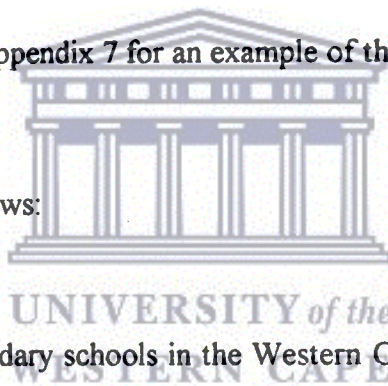 ppendix 7 for an example of th
ws:
UNIVERSITY of the
dary schools in the Western C
WESTERN CAPE